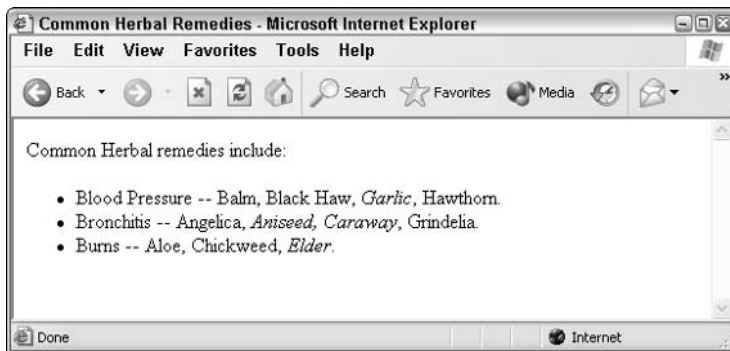 Common Herbal Remedies - Microsoft Internet Explorer
File Edit View Favorites Tools Help
Back Search Favorites Media »
Common Herbal remedies include:
• Blood Pressure -- Balm, Black Haw, Garlic, Hawthorn.
• Bronchitis -- Angelica, Aniseed, Caraway, Grindelia.
• Burns -- Aloe, Chickweed, Elder.
Done Internet